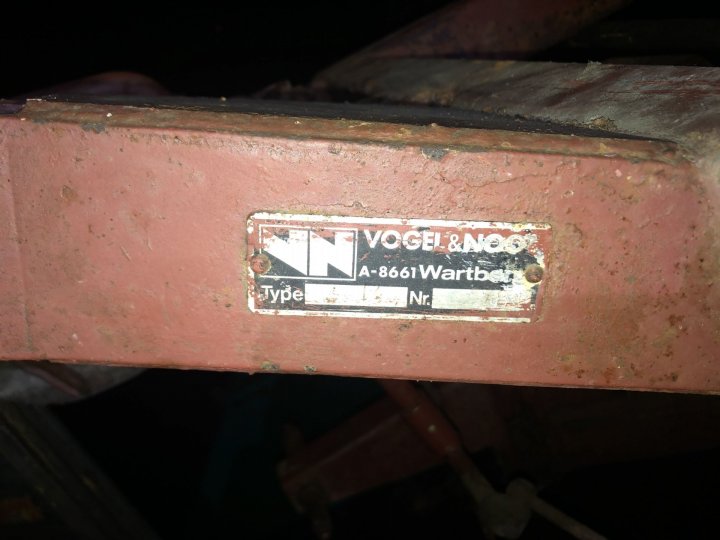 VN VOGEL & NOO
A-8661 Wartber
Type Nr.